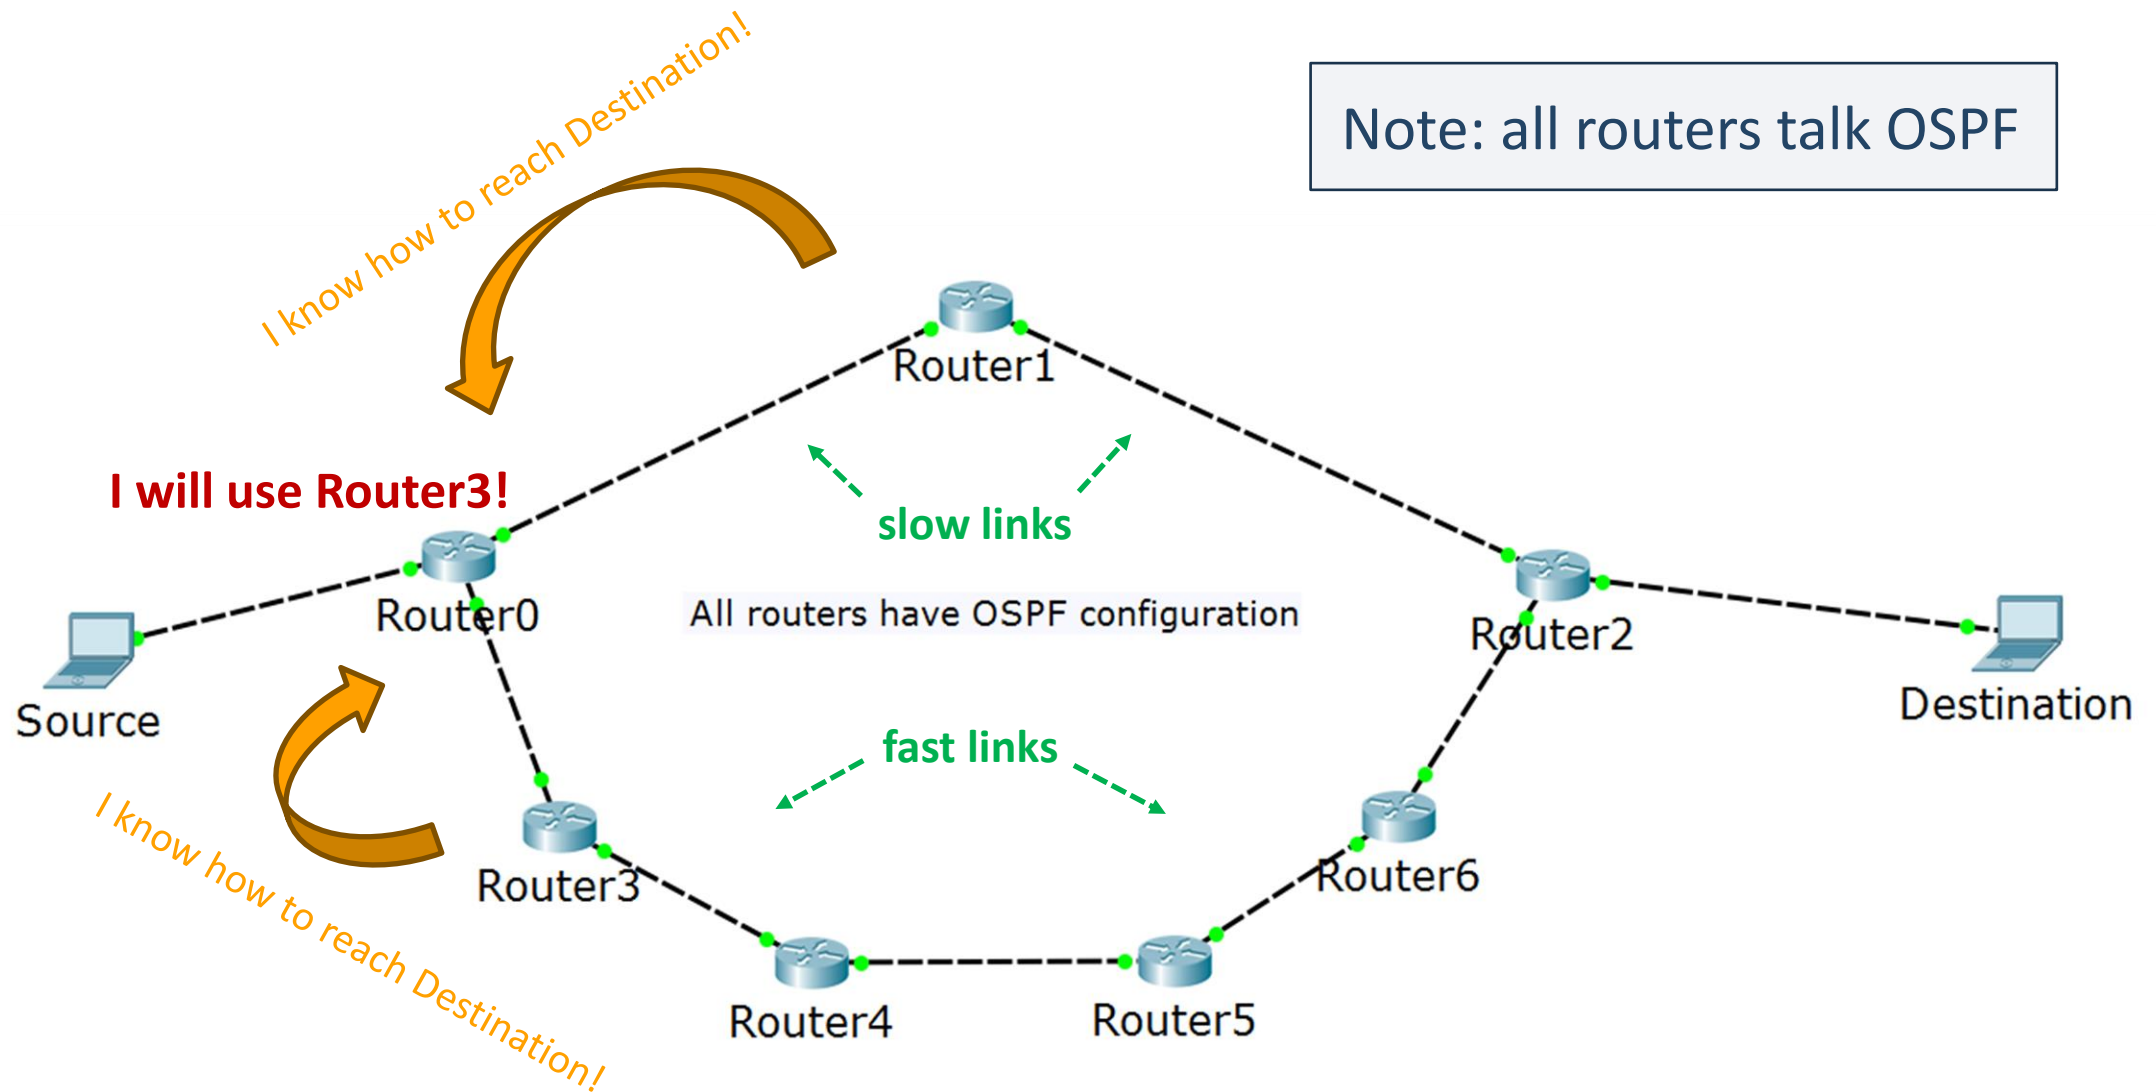 I know how to reach Destination!
Note: all routers talk OSPF
Router1
I will use Router3!
slow links
Router0
All routers have OSPF configuration
Router2
Source
Destination
fast links
I know how to reach Destination!
Router3
Router6
Router4
Router5